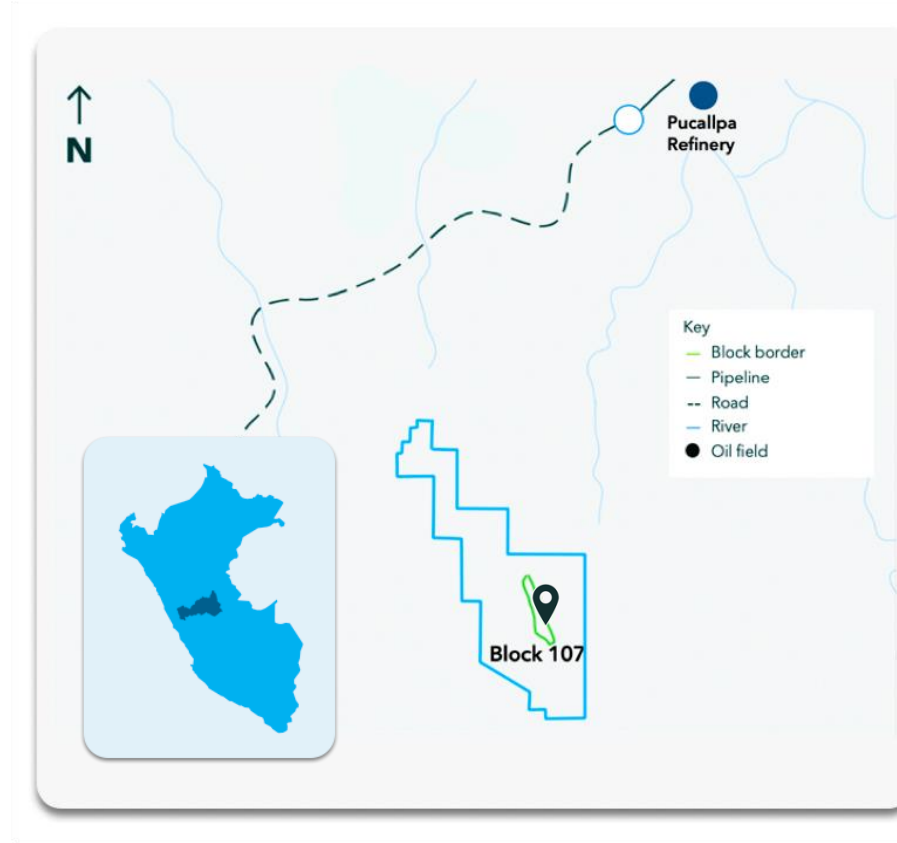 N
Pucallpa
Refinery
Key
Block border
Pipeline
Road
River
Oil field
Block 107